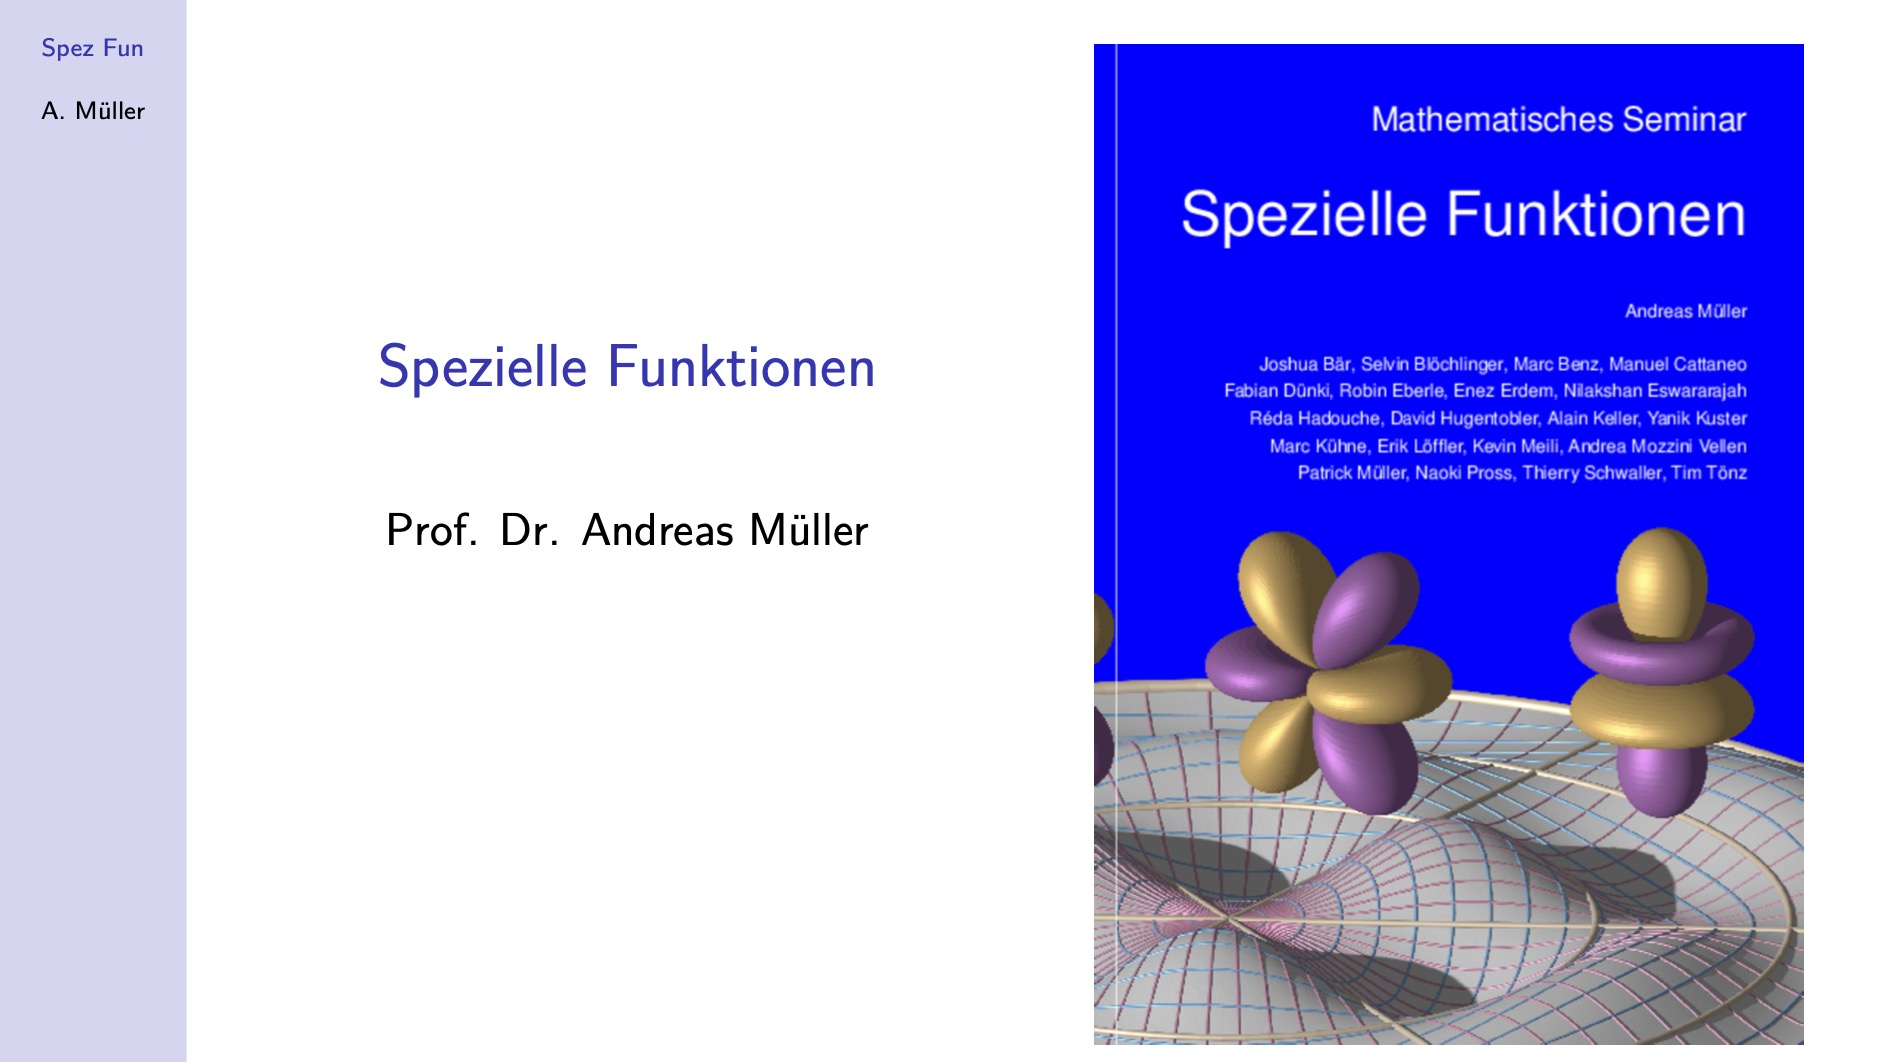 Spez Fun
A. Müller
Spezielle Funktionen
Prof. Dr. Andreas Müller
Mathematisches Seminar
Spezielle Funktionen
Andreas Müller
Joshua Bär, Selvin Blöchlinger, Marc Benz, Manuel Cattaneo
Fabian Dünki, Robin Eberle, Enez Erdem, Nilakshan Eswararajah
Réda Hadouche, David Hugentobler, Alain Keller, Yanik Kuster
Marc Kühne, Erik Löffler, Kevin Meili, Andrea Mozzini Vellen
Patrick Müller, Naoki Pross, Thierry Schwaller, Tim Tönz